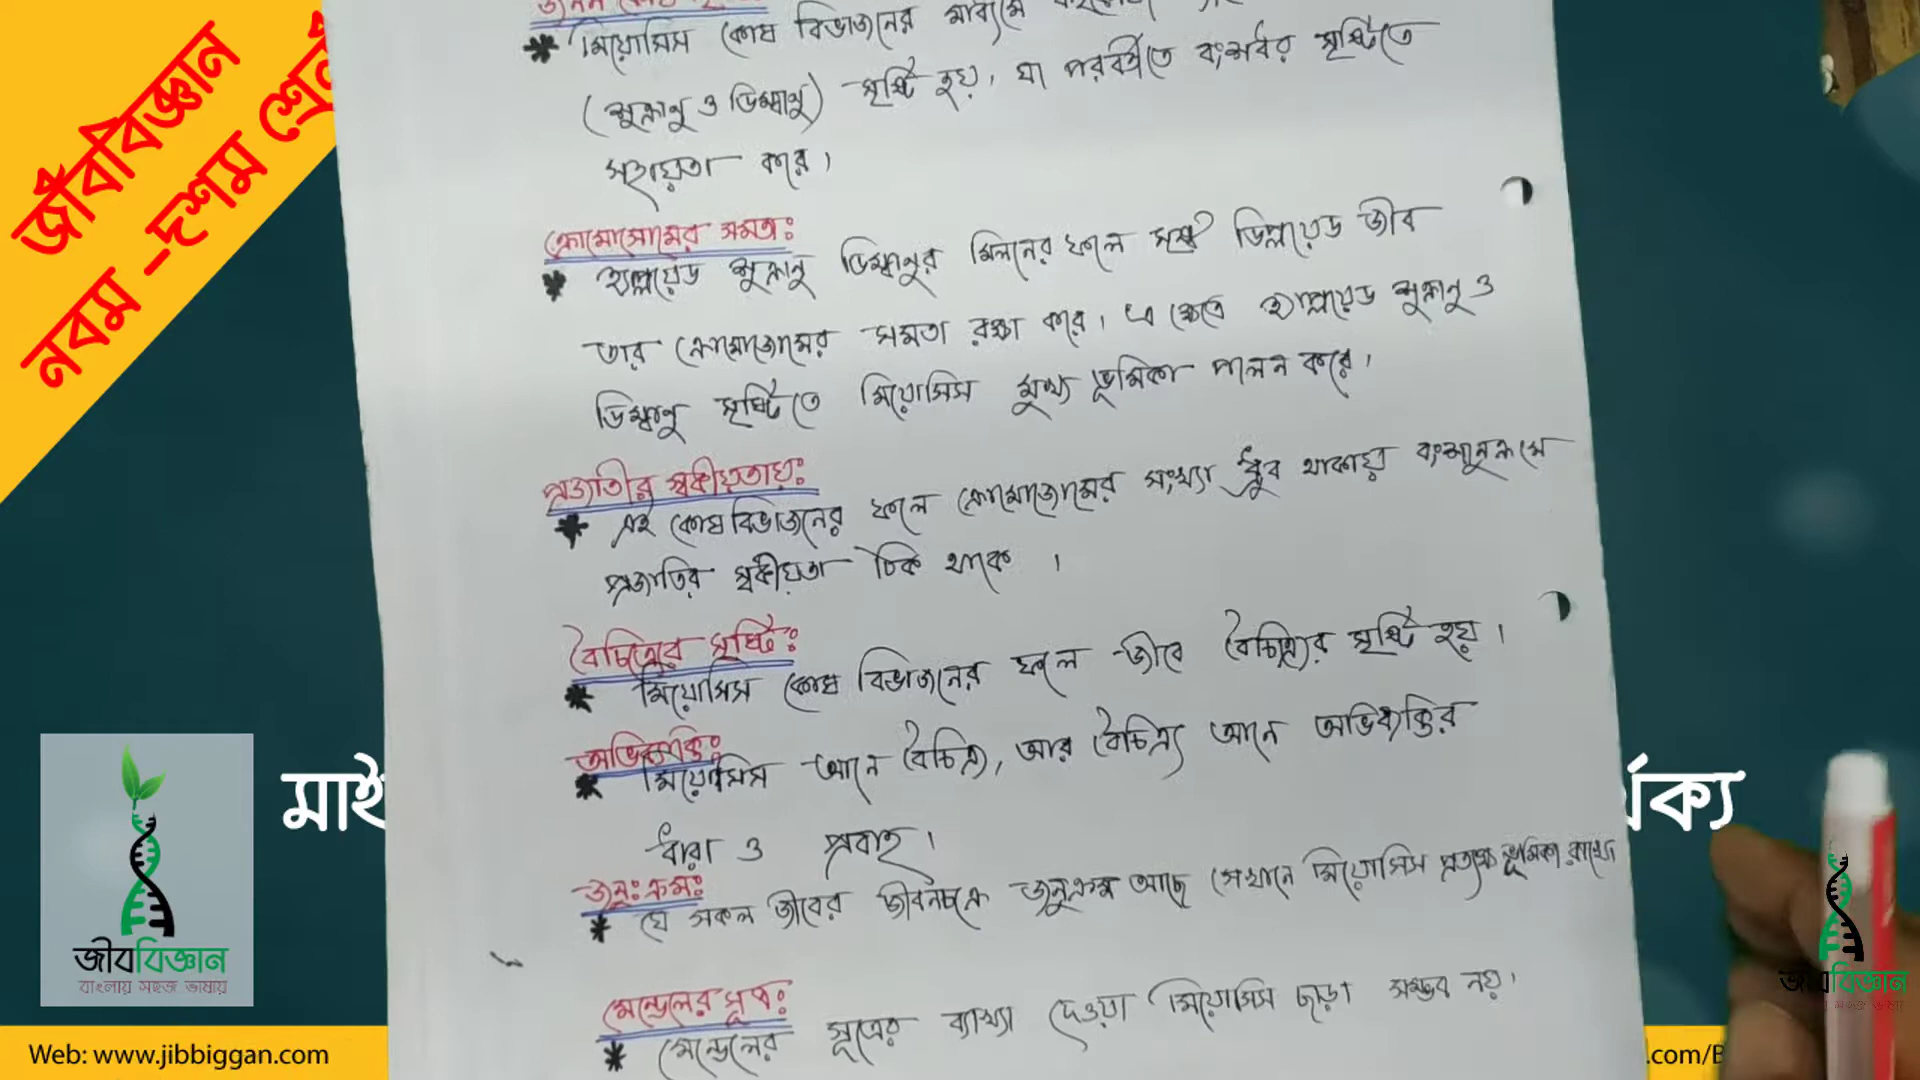 জীববিজ্ঞান
নবম -দশম
মিয়োসিস কোষ বিভাজনের মাধ্যমে
(শুক্রানু ও ডিম্বানু) সৃষ্টি হয়, যা পরবর্তীতে বংশধর সৃষ্টিতে
সহায়তা করে।
ক্রোমোসোমের সমতা:
হ্যাপ্লয়েড শুক্রানু ডিম্বানুর মিলনের ফলে সৃষ্ট ডিপ্লয়েড জীব
তার ক্রোমোজোমের সমতা রক্ষা করে। এ ক্ষেত্রে হ্যাপ্লয়েড শুক্রানু ও
ডিম্বানু সৃষ্টিতে মিয়োসিস মুখ্য ভূমিকা পালন করে।
প্রজাতীর স্বকীয়তায়:
এই কোষ বিভাজনের ফলে ক্রোমোজোমের সংখ্যা ধ্রুব থাকায় বংশানুক্রমে
প্রজাতির স্বকীয়তা ঠিক থাকে ।
বৈচিত্রের সৃষ্টি:
মিয়োসিস কোষ বিভাজনের ফলে জীবে বৈচিত্র্যের সৃষ্টি হয়।
অভিব্যক্তি:
মিয়োসিস আনে বৈচিত্র, আর বৈচিত্র্য আনে অভিব্যক্তির
ধারা ও প্রবাহ।
জনুঃক্রম:
যে সকল জীবের জীবনচক্রে জনুক্রম আছে সেখানে মিয়োসিস প্রত্যক্ষ ভূমিকা রাখে।
মেন্ডেলের সূত্র:
মেন্ডেলের সূত্রের ব্যাখ্যা দেওয়া মিয়োসিস ছাড়া সম্ভব নয়।
মাই
জীববিজ্ঞান
বাংলায় সহজ ভাষায়
জীববিজ্ঞান
Web: www.jibbiggan.com
.com/B